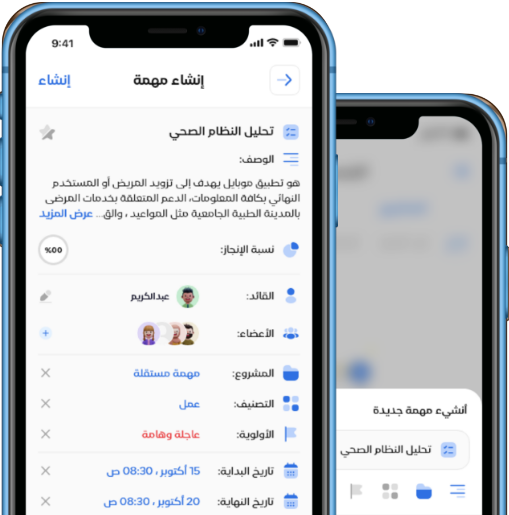 9:41
إنشاء مهمة
إنشاء
تحليل النظام الصحي
الوصف:
هو تطبيق موبايل يهدف إلى تزويد المريض أو المستخدم
النهائي بكافة المعلومات، الدعم المتعلقة بخدمات المرضى
بالمدينة الطبية الجامعية مثل المواعيد ، والق... عرض المزيد
نسبة الإنجاز:
%00
القائد:
عبدالكريم
الأعضاء:
المشروع:
مهمة مستقلة
التصنيف:
عمل
الأولوية:
عاجلة وهامة
تاريخ البداية:
15 أكتوبر ، 08:30 ص
تاريخ النهاية:
20 أكتوبر ، 08:30 ص
أنشيء مهمة جديدة
تحليل النظام الصحي